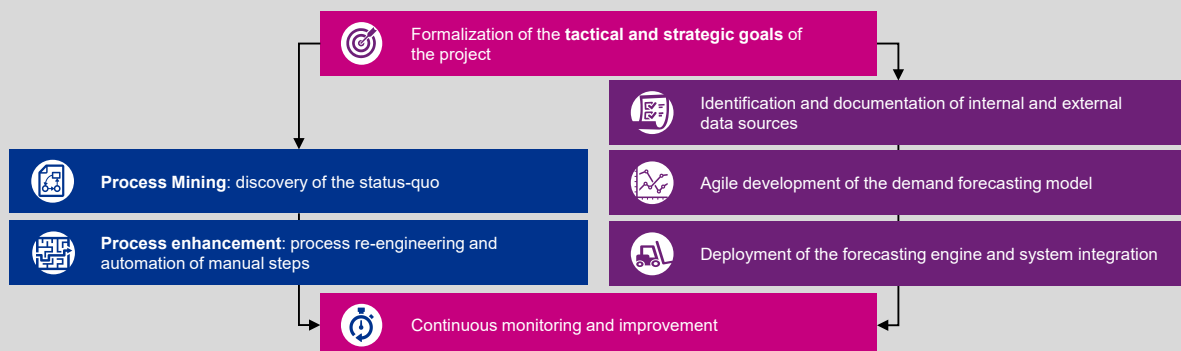 Formalization of the tactical and strategic goals of
the project
Identification and documentation of internal and external
data sources
Process Mining: discovery of the status-quo
Agile development of the demand forecasting model
Process enhancement: process re-engineering and
automation of manual steps
Deployment of the forecasting engine and system integration
Continuous monitoring and improvement